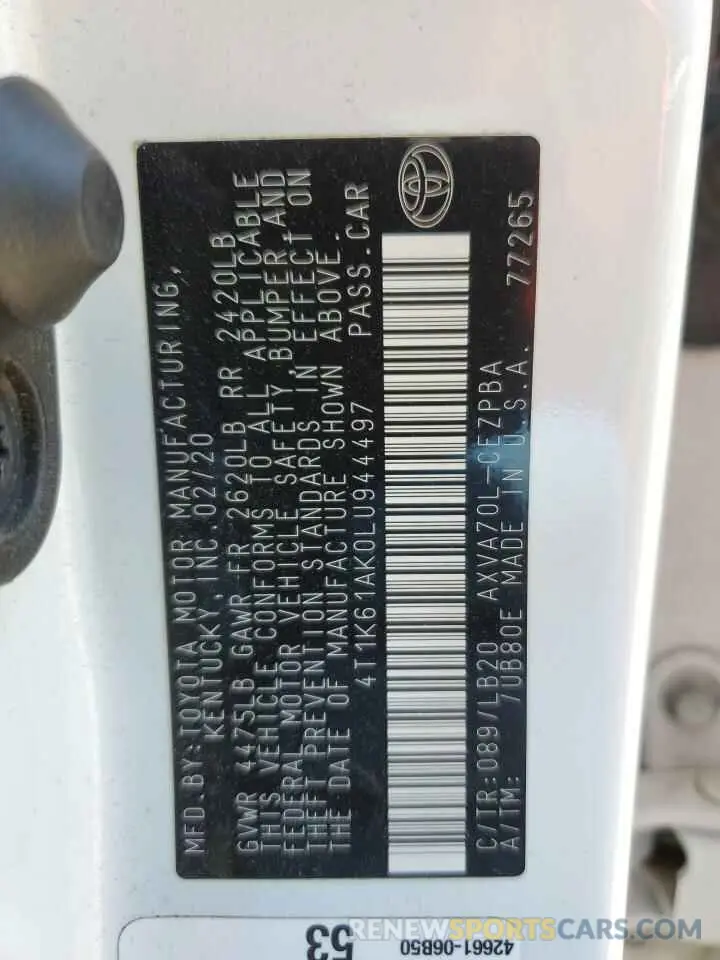 MFD.BY:TOYOTA MOTOR MANUFACTURING,
KENTUCKY, INC.02/20
GVWR 4475LB GAWR FR 2620LB RR 2420LB
THIS VEHICLE CONFORMS TO ALL APPLICABLE
FEDERAL MOTOR VEHICLE SAFETY, BUMPER, AND
THEFT PREVENTION STANDARDS IN EFFECT ON
THE DATE OF MANUFACTURE SHOWN ABOVE.
4T1K61AK0LU944497 PASS.CAR
C/TR:089/LB20 AXVA70L-CEZPBA 77265
A/TM: 7UB80E MADE IN U.S.A.
42661-06B50
53
RENEWSPORTSCARS.COM